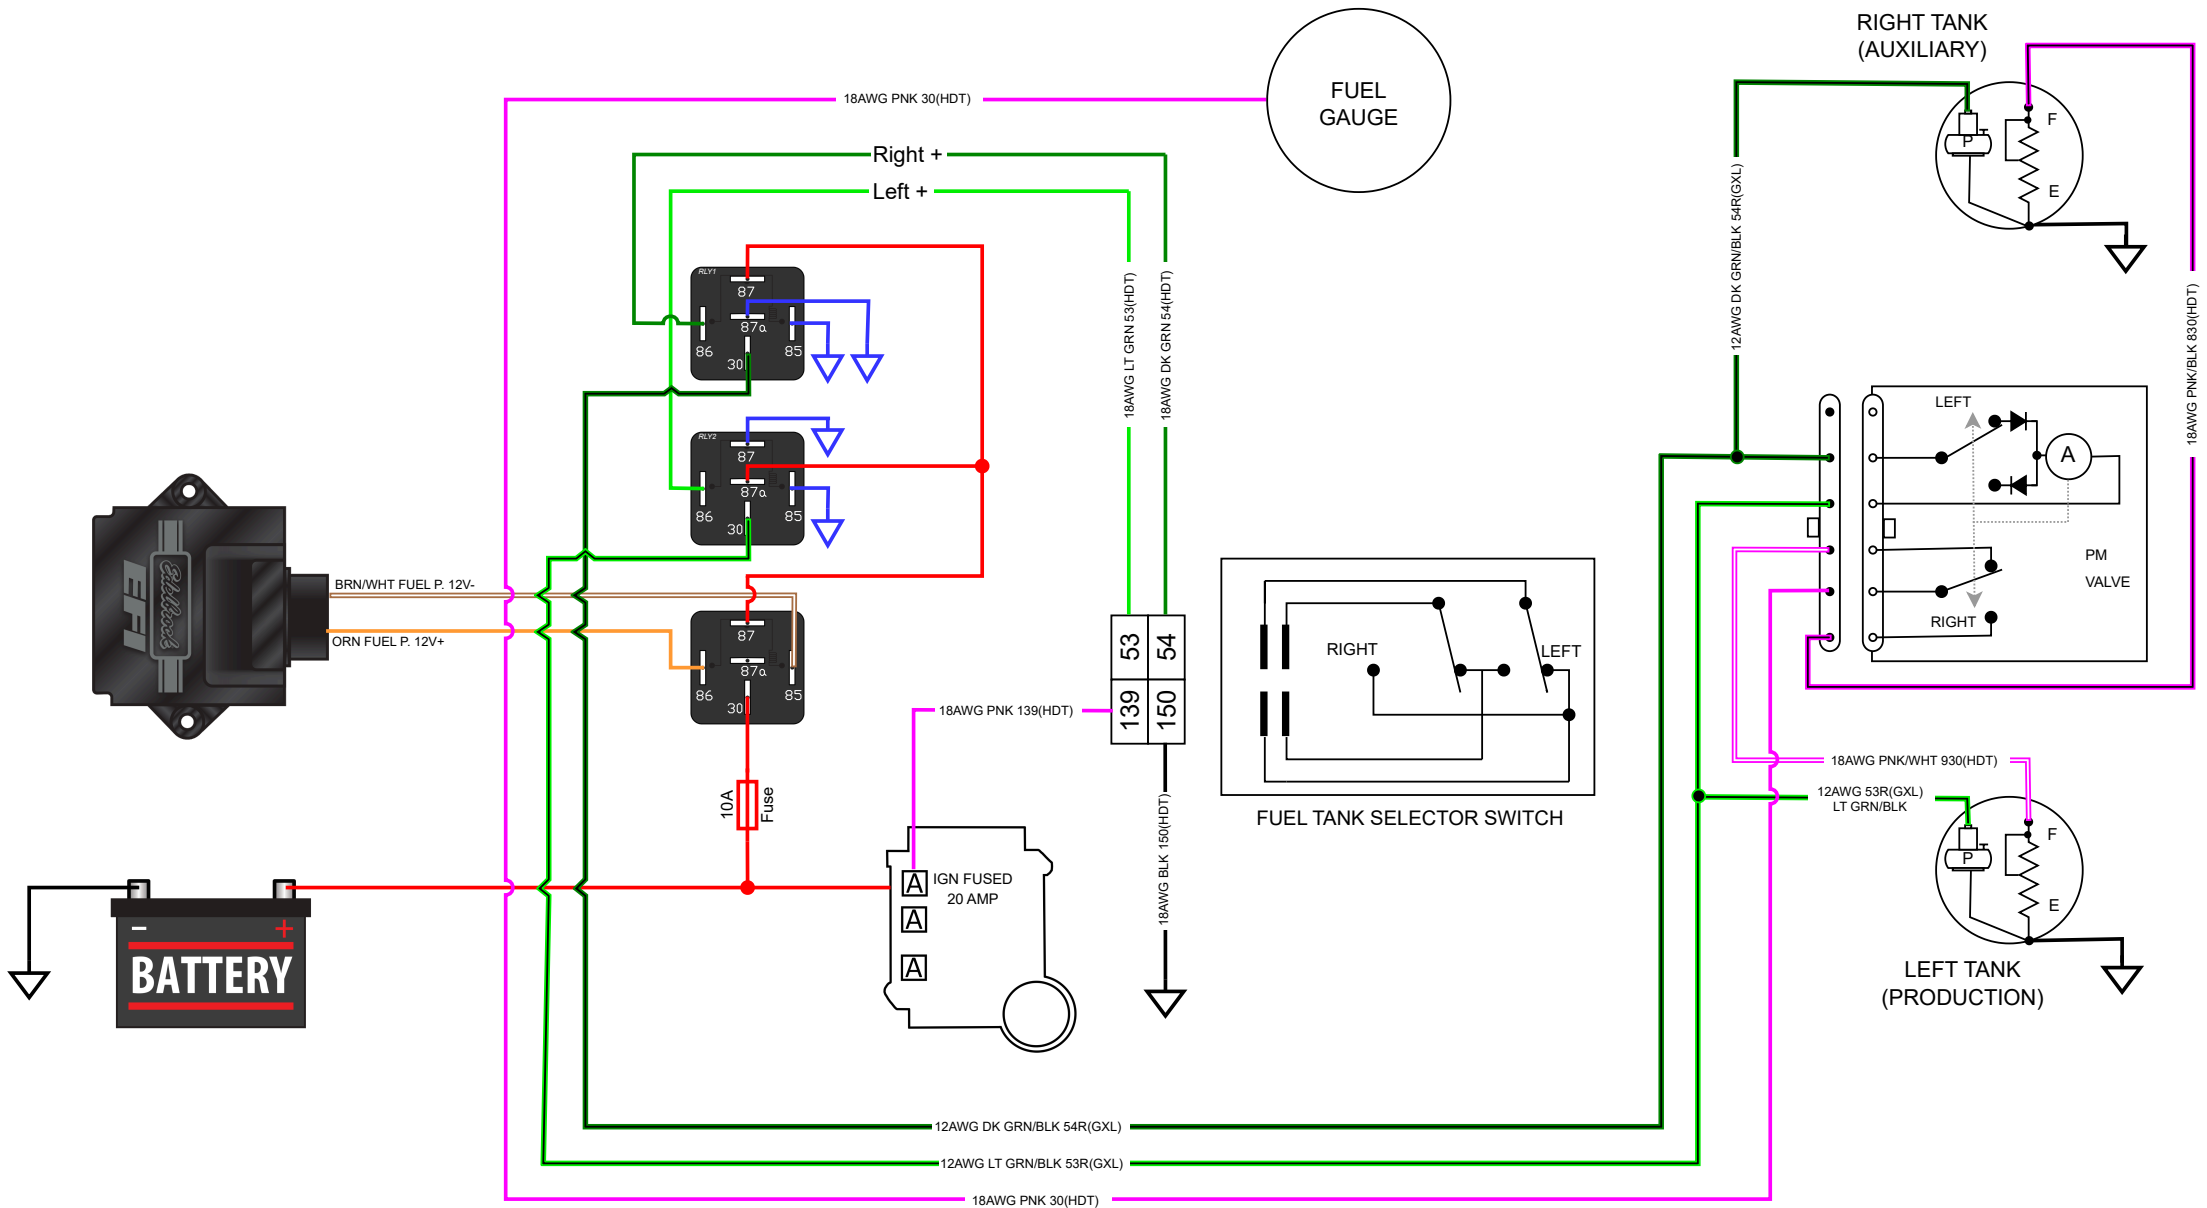 RIGHT TANK
(AUXILIARY)
FUEL
GAUGE
18AWG PNK 30(HDT)
Right +
Left +
F
P
E
12AWG DK GRN/BLK 54R(GXL)
18AWG PNK/BLK 830(HDT)
18AWG LT GRN 53(HDT)
18AWG DK GRN 54(HDT)
RLY1
87
87a
86
85
30
RLY2
87
87a
86
85
30
LEFT
A
PM
VALVE
RIGHT
Edelbrock
EFI
BRN/WHT FUEL P. 12V-
ORN FUEL P. 12V+
87
87a
86
85
30
53
54
139
150
18AWG PNK 139(HDT)
RIGHT
LEFT
FUEL TANK SELECTOR SWITCH
10A
Fuse
18AWG BLK 150(HDT)
18AWG PNK/WHT 930(HDT)
12AWG 53R(GXL)
LT GRN/BLK
F
P
E
LEFT TANK
(PRODUCTION)
A
IGN FUSED
20 AMP
A
A
- +
BATTERY
12AWG DK GRN/BLK 54R(GXL)
12AWG LT GRN/BLK 53R(GXL)
18AWG PNK 30(HDT)